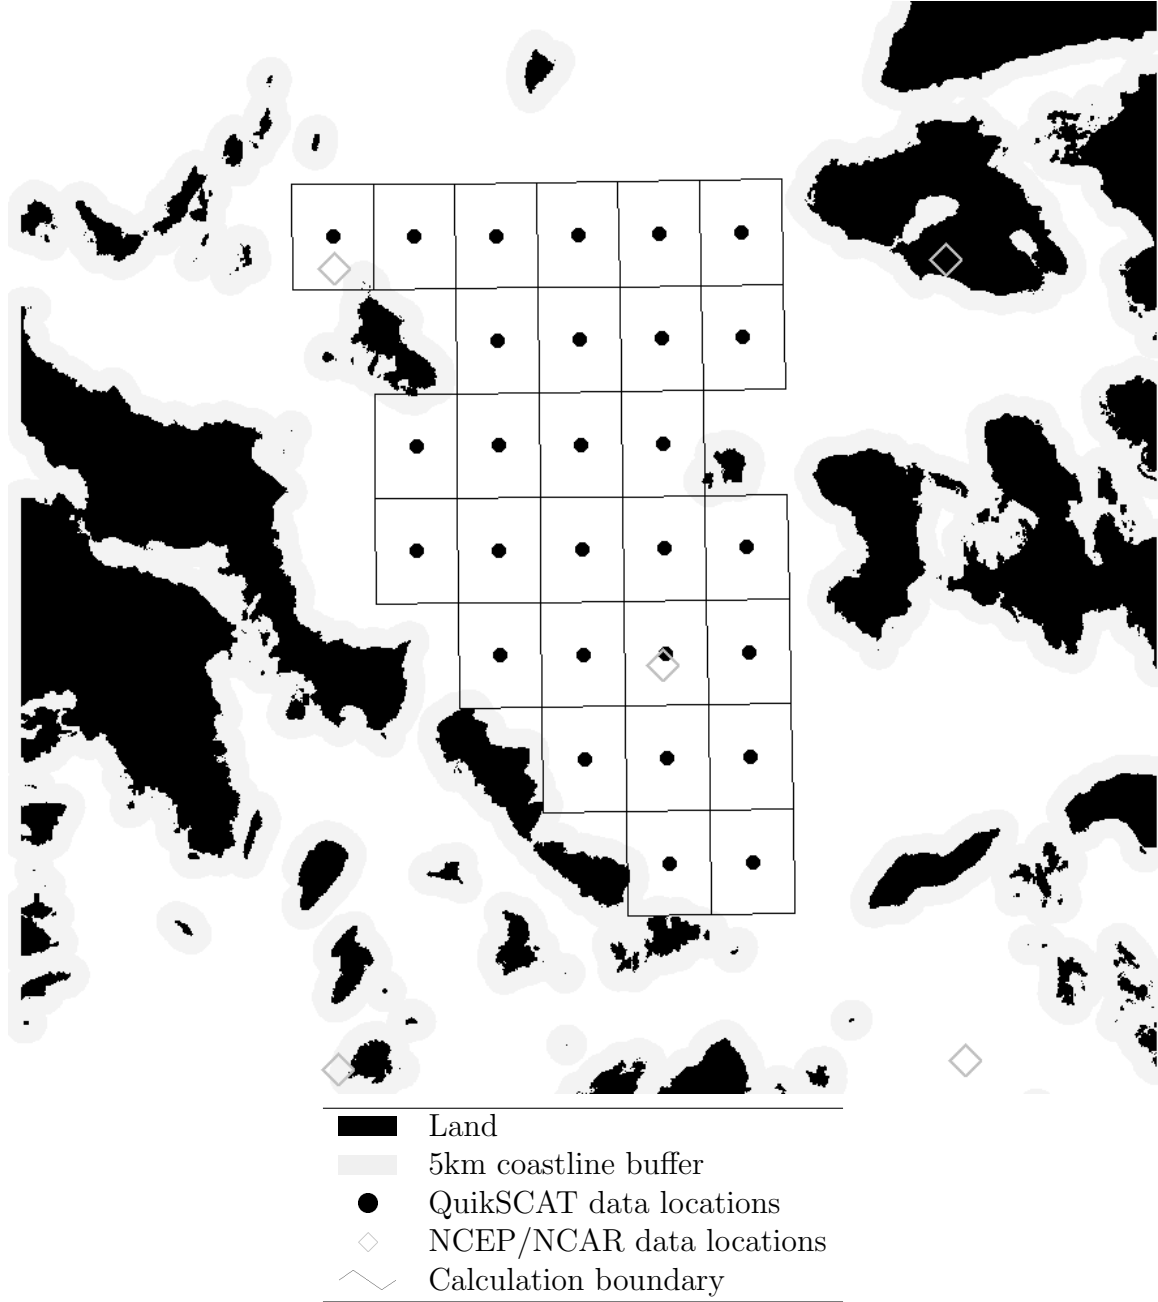 Land
5km coastline buffer
QuikSCAT data locations
NCEP/NCAR data locations
Calculation boundary